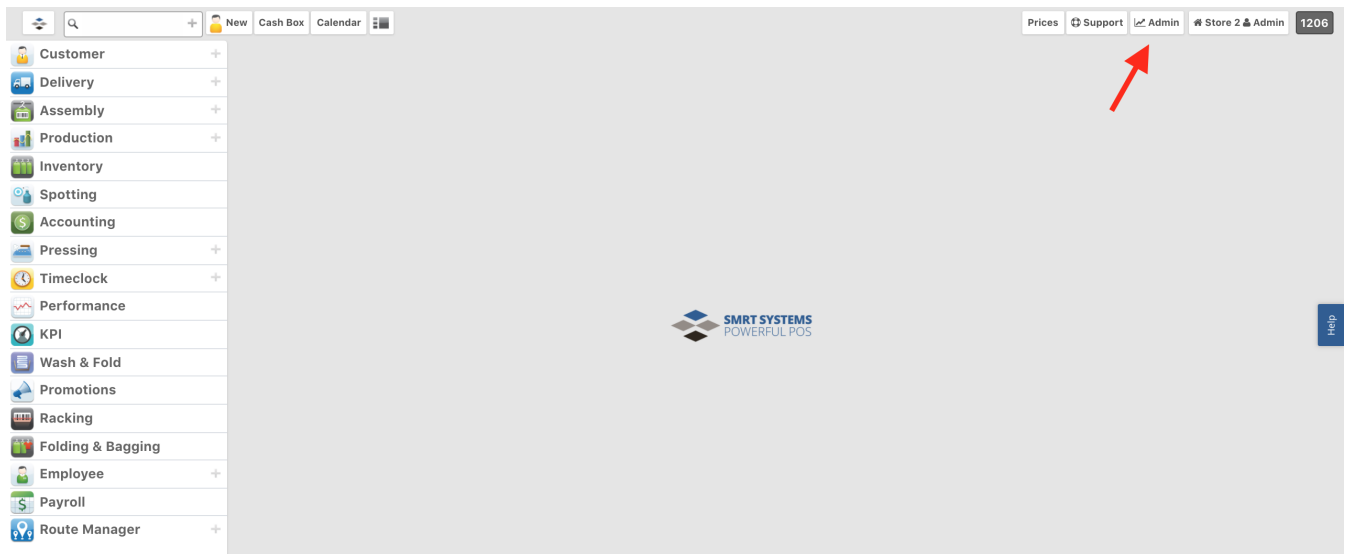 New Cash Box Calendar Prices Support Admin Store 2 Admin 1206
Customer
Delivery
Assembly
Production
Inventory
Spotting
Accounting
Pressing
Timeclock
Performance
KPI
Wash & Fold
Promotions
Racking
Folding & Bagging
Employee
Payroll
Route Manager
SMRT SYSTEMS
POWERFUL POS
Help